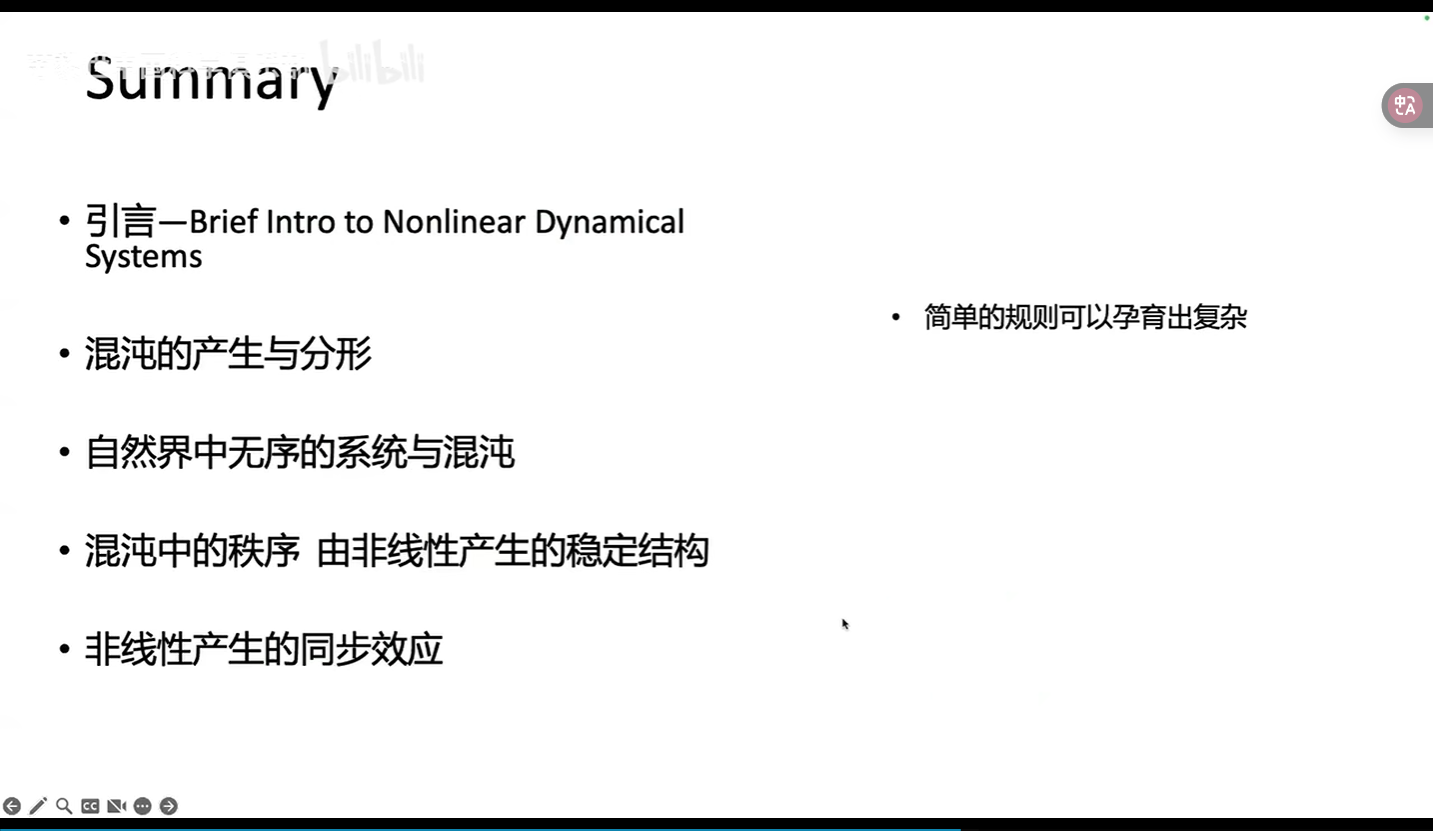 bilibili
Summary
• 引言—Brief Intro to Nonlinear Dynamical
Systems
• 混沌的产生与分形
• 自然界中无序的系统与混沌
• 混沌中的秩序 由非线性产生的稳定结构
• 非线性产生的同步效应
• 简单的规则可以孕育出复杂
中
A
CC